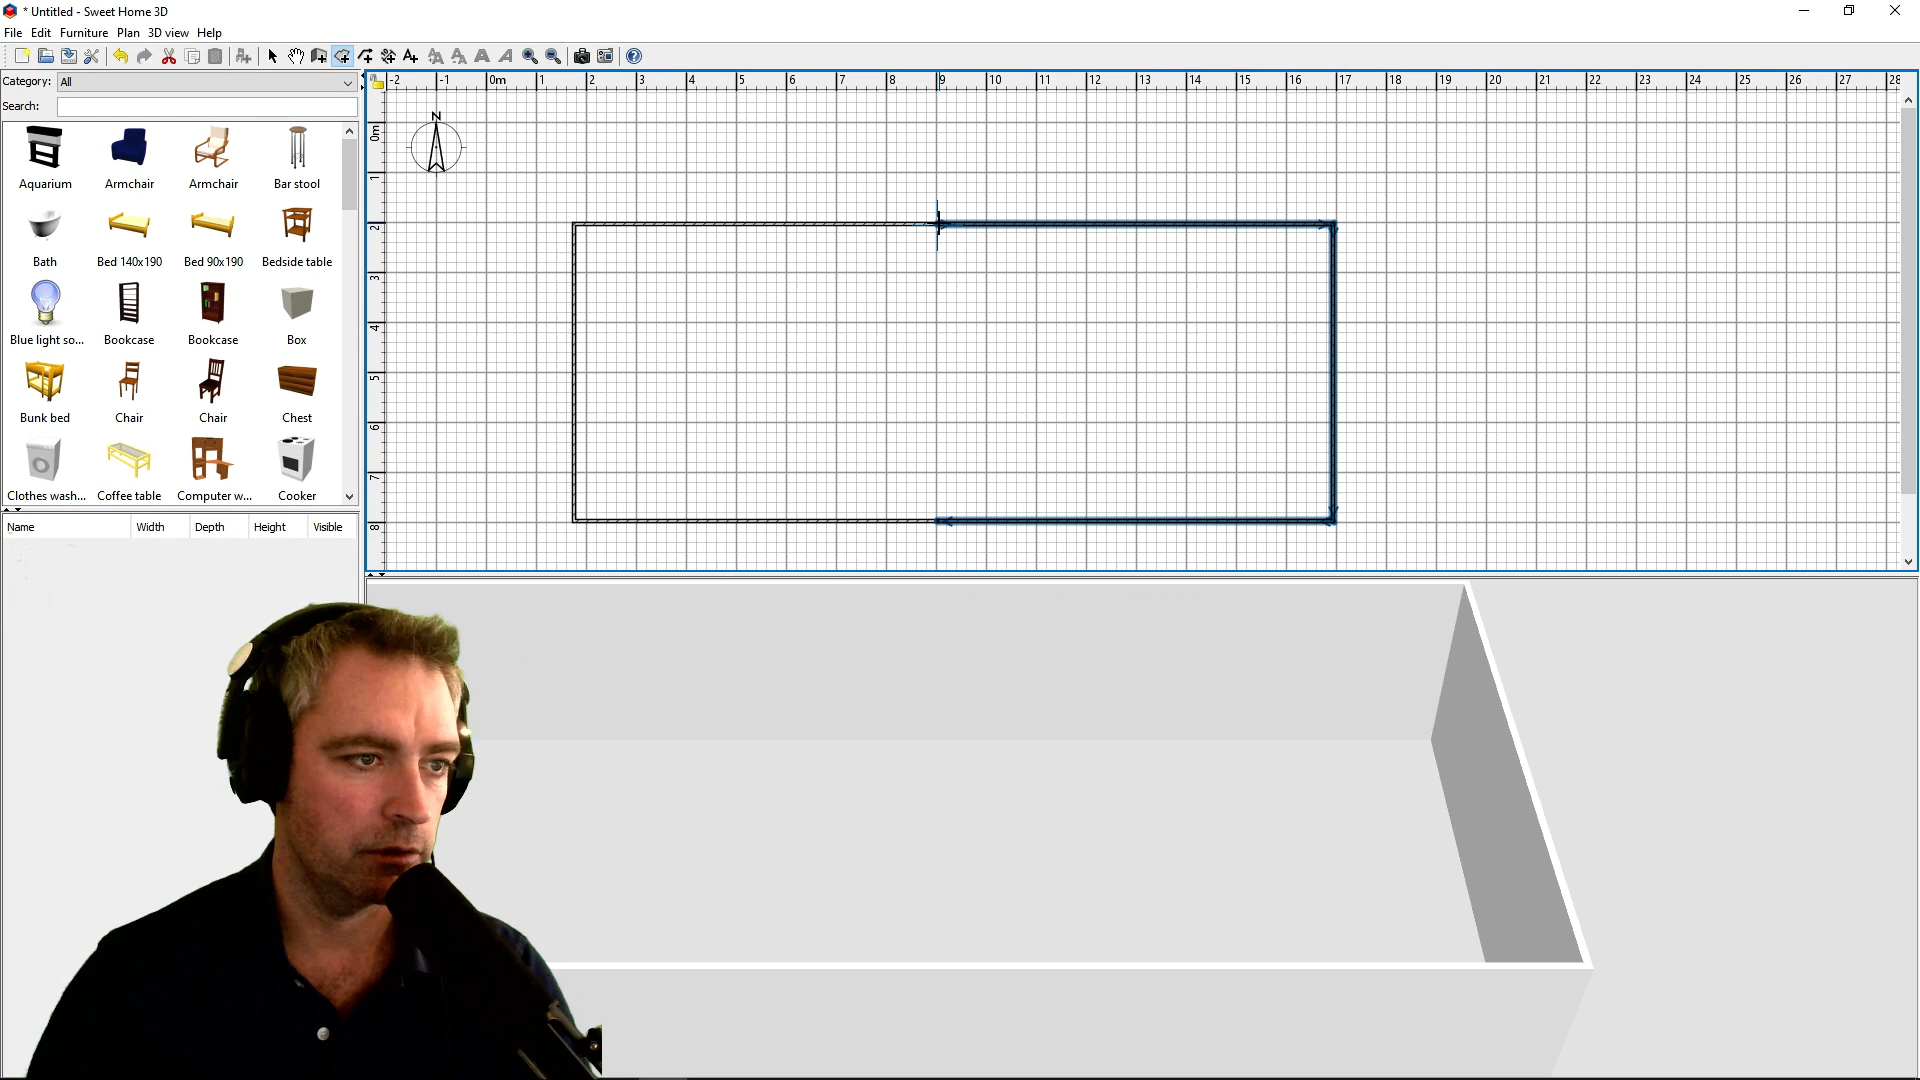 * Untitled - Sweet Home 3D
File Edit Furniture Plan 3D view Help
Category: All
Search:
-2 -1 0m 1 2 3 4 5 6 7 8 9 10 11 12 13 14 15 16 17 18 19 20 21 22 23 24 25 26 27 28
0m
1
2
3
4
5
6
7
8
N
Aquarium Armchair Armchair Bar stool
Bath Bed 140x190 Bed 90x190 Bedside table
Blue light so... Bookcase Bookcase Box
Bunk bed Chair Chair Chest
Clothes wash... Coffee table Computer w... Cooker
Name Width Depth Height Visible